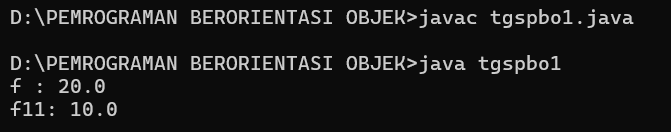 D:\PEMROGRAMAN BERORIENTASI OBJEK>javac tgspbo1.java
D:\PEMROGRAMAN BERORIENTASI OBJEK>java tgspbo1
f : 20.0
f11: 10.0